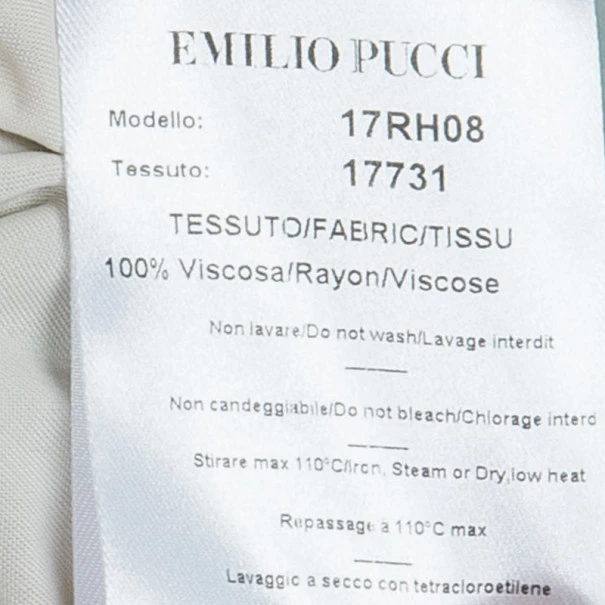 EMILIO PUCCI
Modello: 17RH08
Tessuto: 17731
TESSUTO/FABRIC/TISSU
100% Viscosa/Rayon/Viscose
Non lavare/Do not wash/Lavage interdit
Non candeggiabile/Do not bleach/Chlorage interd
Stirare max 110°C/Iron, Steam or Dry,low heat
Repassage à 110°C max
Lavaggio a secco con tetracloroetilene